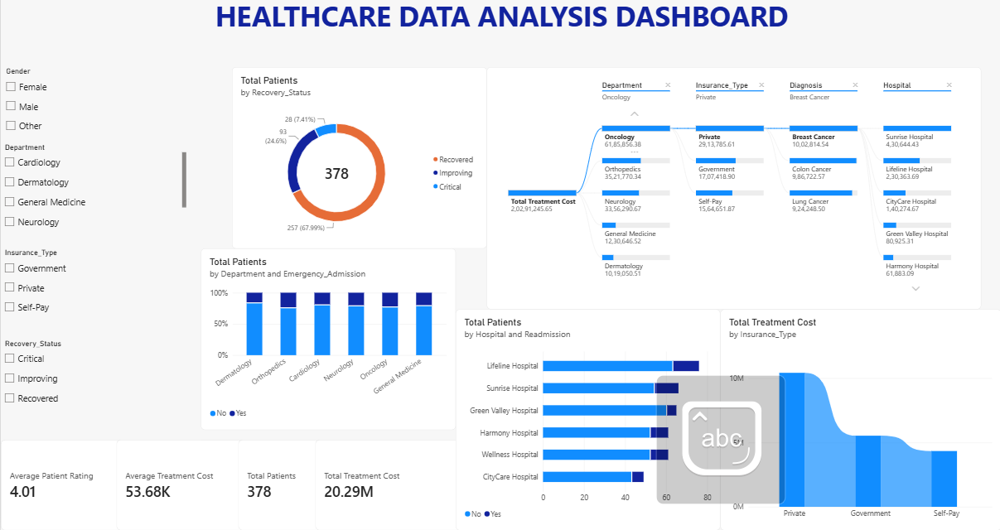 HEALTHCARE DATA ANALYSIS DASHBOARD
Gender
Female
Male
Other
Department
Cardiology
Dermatology
General Medicine
Neurology
Insurance_Type
Government
Private
Self-Pay
Recovery_Status
Critical
Improving
Recovered
Total Patients
by Recovery_Status
28 (7.41%)
93
(24.6%)
378
257 (67.99%)
Recovered
Improving
Critical
Department
Oncology
Insurance_Type
Private
Diagnosis
Breast Cancer
Hospital
Total Treatment Cost
2,02,91,245.65
Oncology
61,85,856.38
Orthopedics
35,21,770.34
Neurology
33,56,290.67
General Medicine
12,30,646.52
Dermatology
10,19,050.51
Private
29,13,785.61
Government
17,07,418.90
Self-Pay
15,64,651.87
Breast Cancer
10,02,814.54
Colon Cancer
9,86,722.57
Lung Cancer
9,24,248.50
Sunrise Hospital
4,30,644.43
Lifeline Hospital
2,30,363.69
CityCare Hospital
1,40,274.67
Green Valley Hospital
80,925.31
Harmony Hospital
61,883.09
Total Patients
by Department and Emergency_Admission
100%
50%
0%
Dermatology
Orthopedics
Cardiology
Neurology
Oncology
General Medicine
No Yes
Total Patients
by Hospital and Readmission
Lifeline Hospital
Sunrise Hospital
Green Valley Hospital
Harmony Hospital
Wellness Hospital
CityCare Hospital
0 20 40 60 80
No Yes
abc
Total Treatment Cost
by Insurance_Type
10M
5M
0M
Private Government Self-Pay
Average Patient Rating
4.01
Average Treatment Cost
53.68K
Total Patients
378
Total Treatment Cost
20.29M